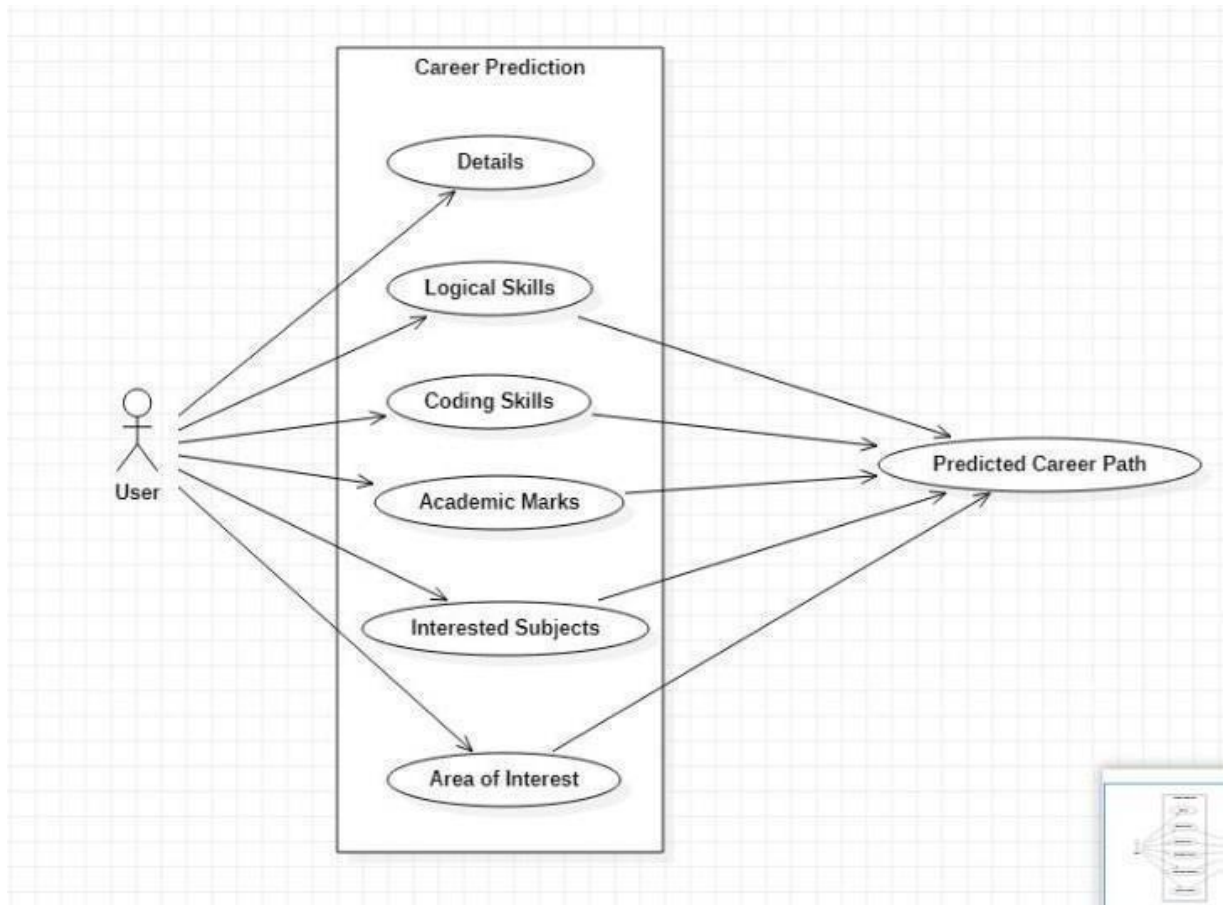 Career Prediction
Details
Logical Skills
Coding Skills
Predicted Career Path
User
Academic Marks
Interested Subjects
Area of Interest